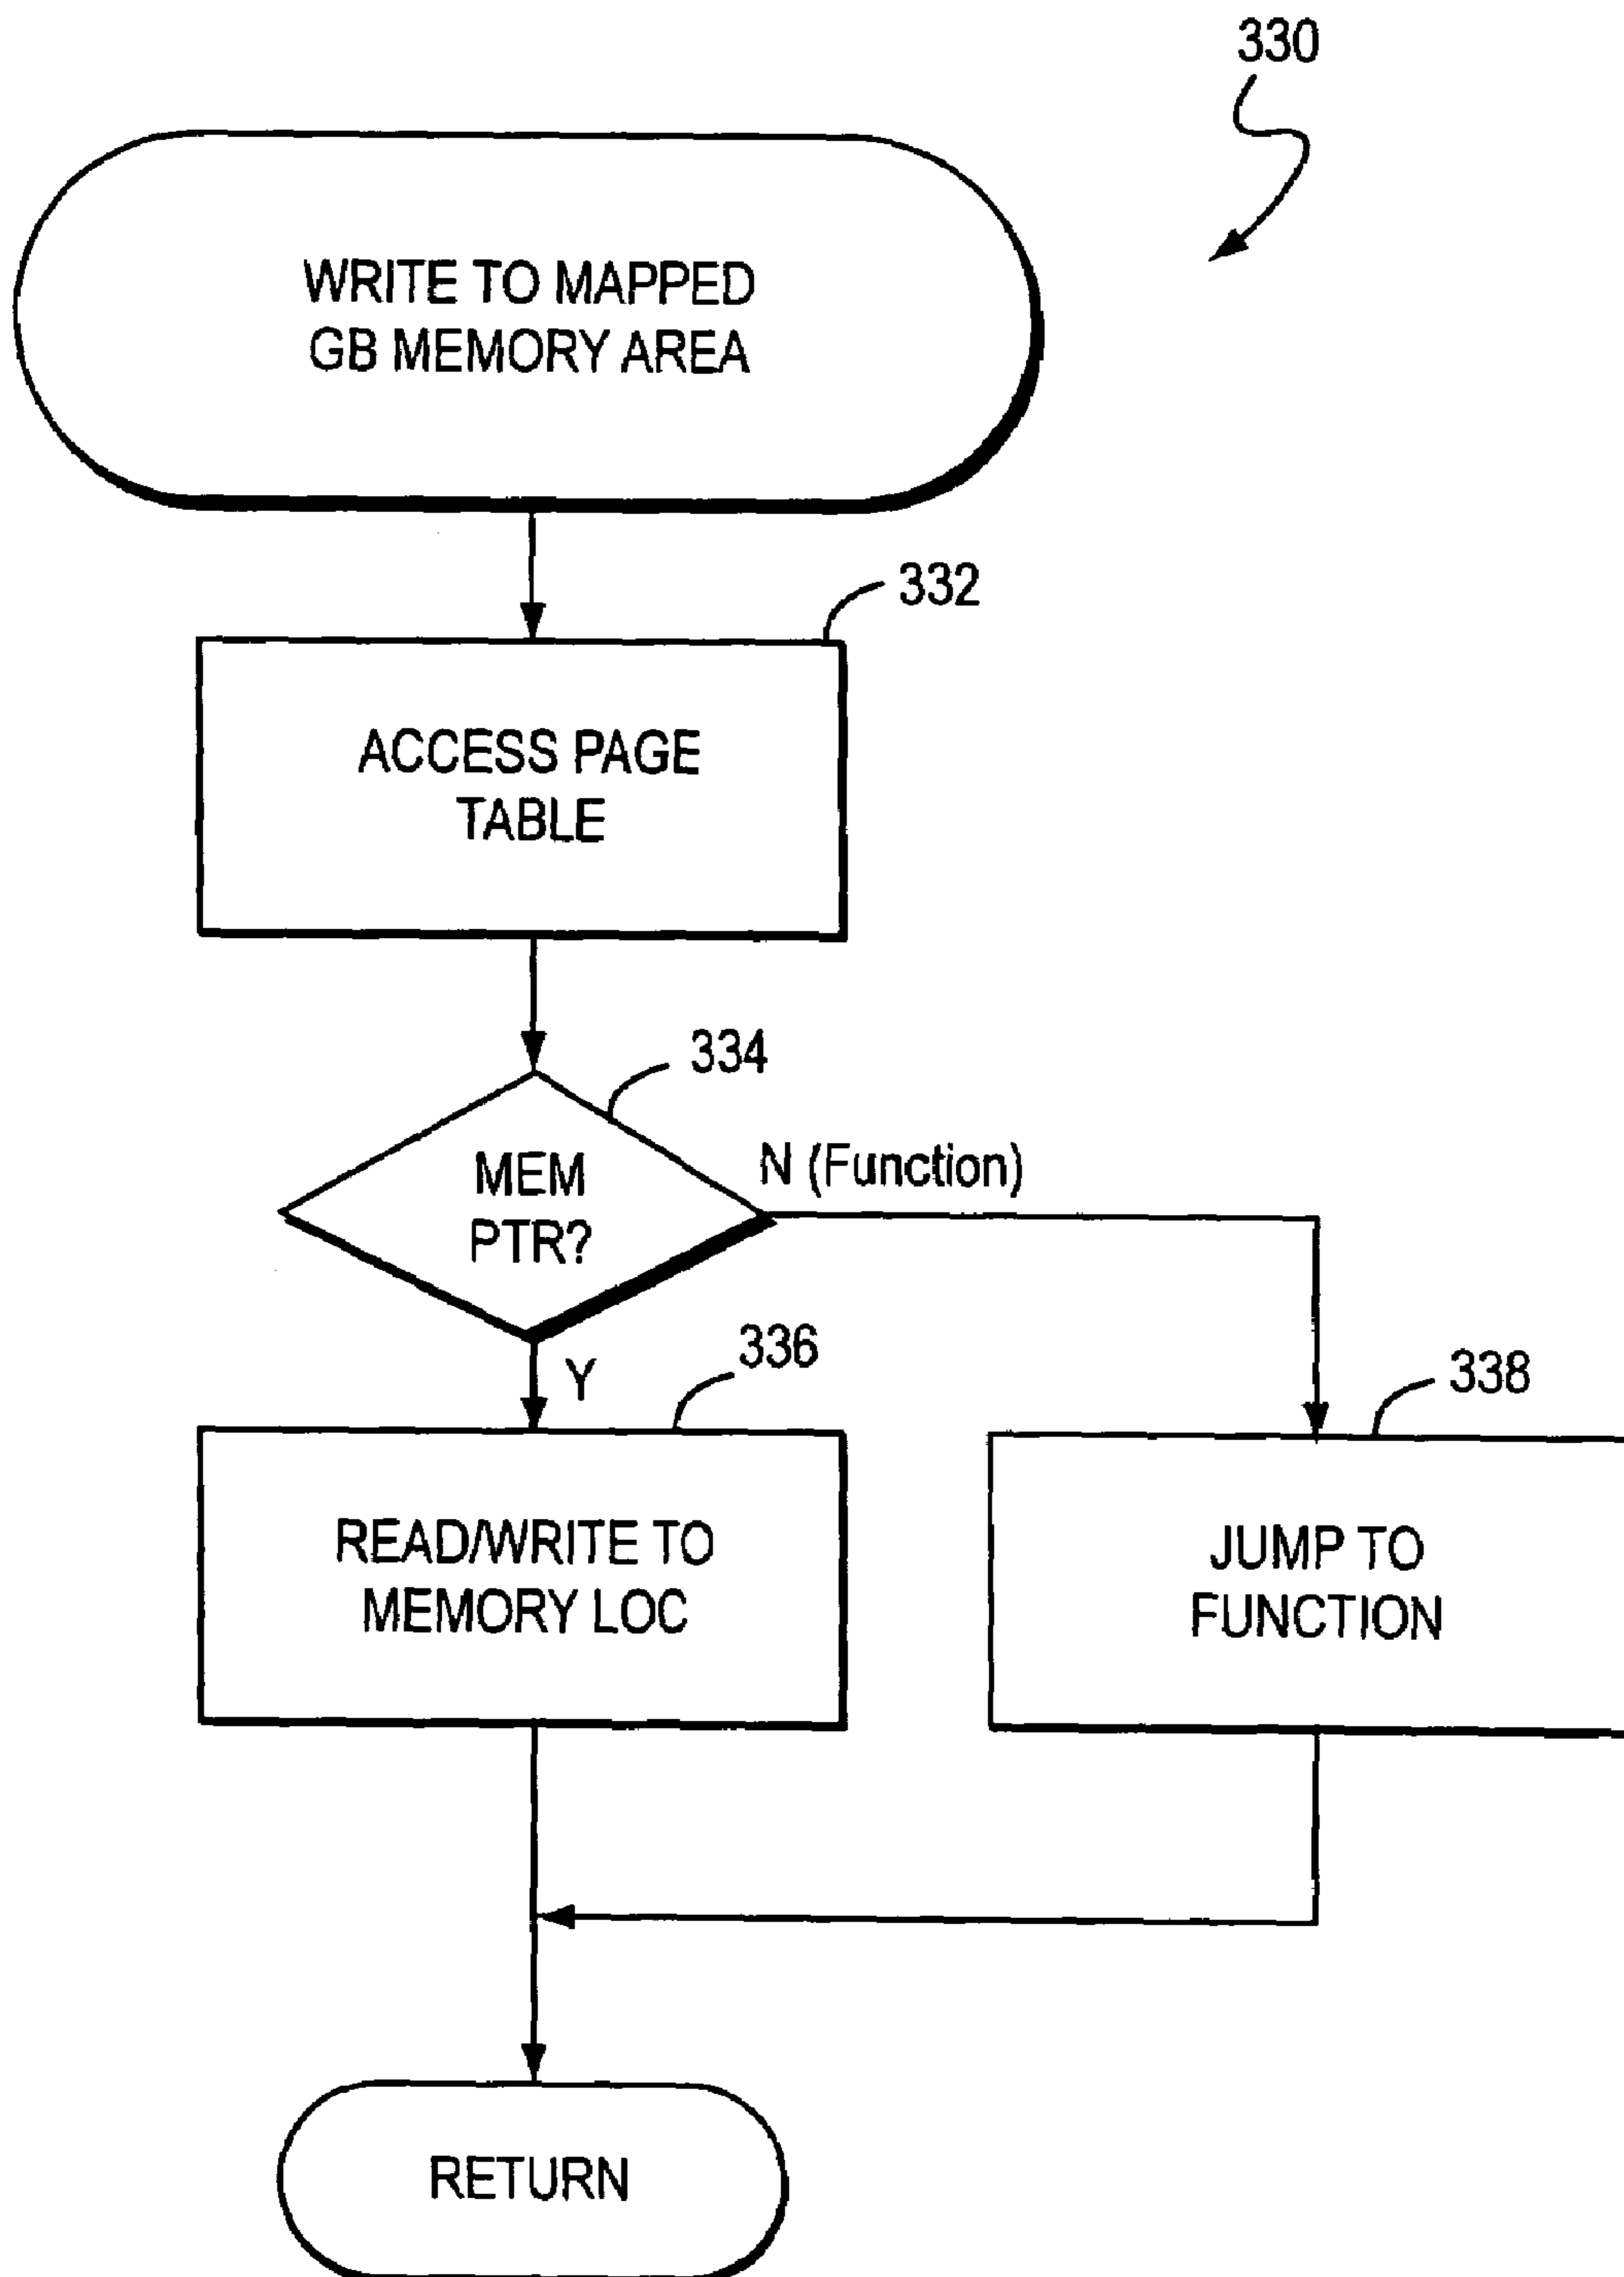 330
WRITE TO MAPPED
GB MEMORY AREA
332
ACCESS PAGE
TABLE
334
MEM
PTR?
N (Function)
Y
336
READ/WRITE TO
MEMORY LOC
338
JUMP TO
FUNCTION
RETURN